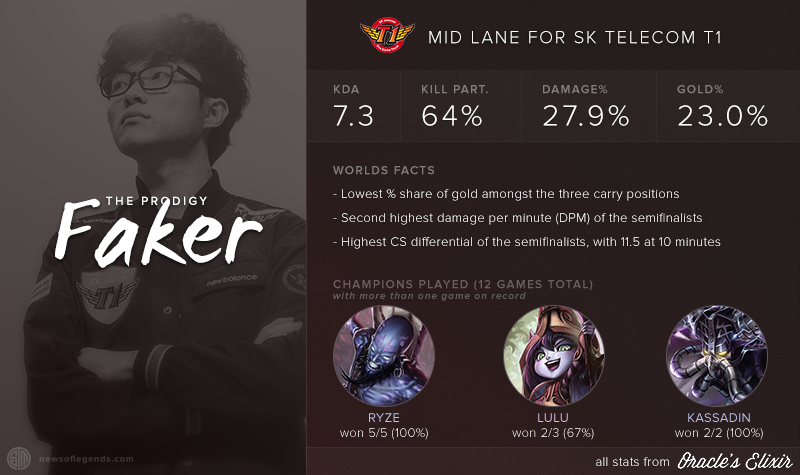 THE PRODIGY
Faker
new balance
T1
newsoflegends.com
T1
MID LANE FOR SK TELECOM T1
KDA
7.3
KILL PART.
64%
DAMAGE%
27.9%
GOLD%
23.0%
WORLDS FACTS
- Lowest % share of gold amongst the three carry positions
- Second highest damage per minute (DPM) of the semifinalists
- Highest CS differential of the semifinalists, with 11.5 at 10 minutes
CHAMPIONS PLAYED (12 GAMES TOTAL)
with more than one game on record
RYZE
won 5/5 (100%)
LULU
won 2/3 (67%)
KASSADIN
won 2/2 (100%)
all stats from Oracle's Elixir